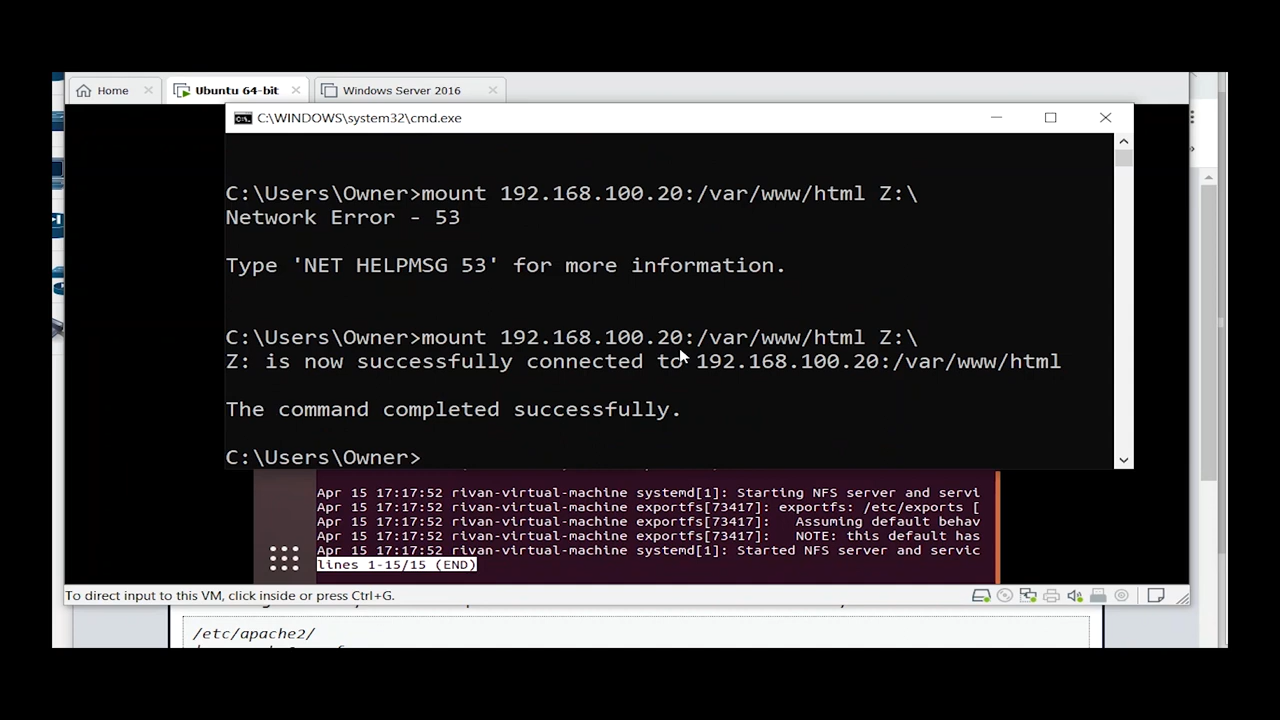 Home
Ubuntu 64-bit
Windows Server 2016
C:\WINDOWS\system32\cmd.exe
C:\Users\Owner>mount 192.168.100.20:/var/www/html Z:\
Network Error - 53
Type 'NET HELPMSG 53' for more information.
C:\Users\Owner>mount 192.168.100.20:/var/www/html Z:\
Z: is now successfully connected to 192.168.100.20:/var/www/html
The command completed successfully.
C:\Users\Owner>
Apr 15 17:17:52 rivan-virtual-machine systemd[1]: Starting NFS server and servi
Apr 15 17:17:52 rivan-virtual-machine exportfs[73417]: exportfs: /etc/exports [
Apr 15 17:17:52 rivan-virtual-machine exportfs[73417]:   Assuming default behav
Apr 15 17:17:52 rivan-virtual-machine exportfs[73417]:   NOTE: this default has
Apr 15 17:17:52 rivan-virtual-machine systemd[1]: Started NFS server and servic
lines 1-15/15 (END)
To direct input to this VM, click inside or press Ctrl+G.
/etc/apache2/